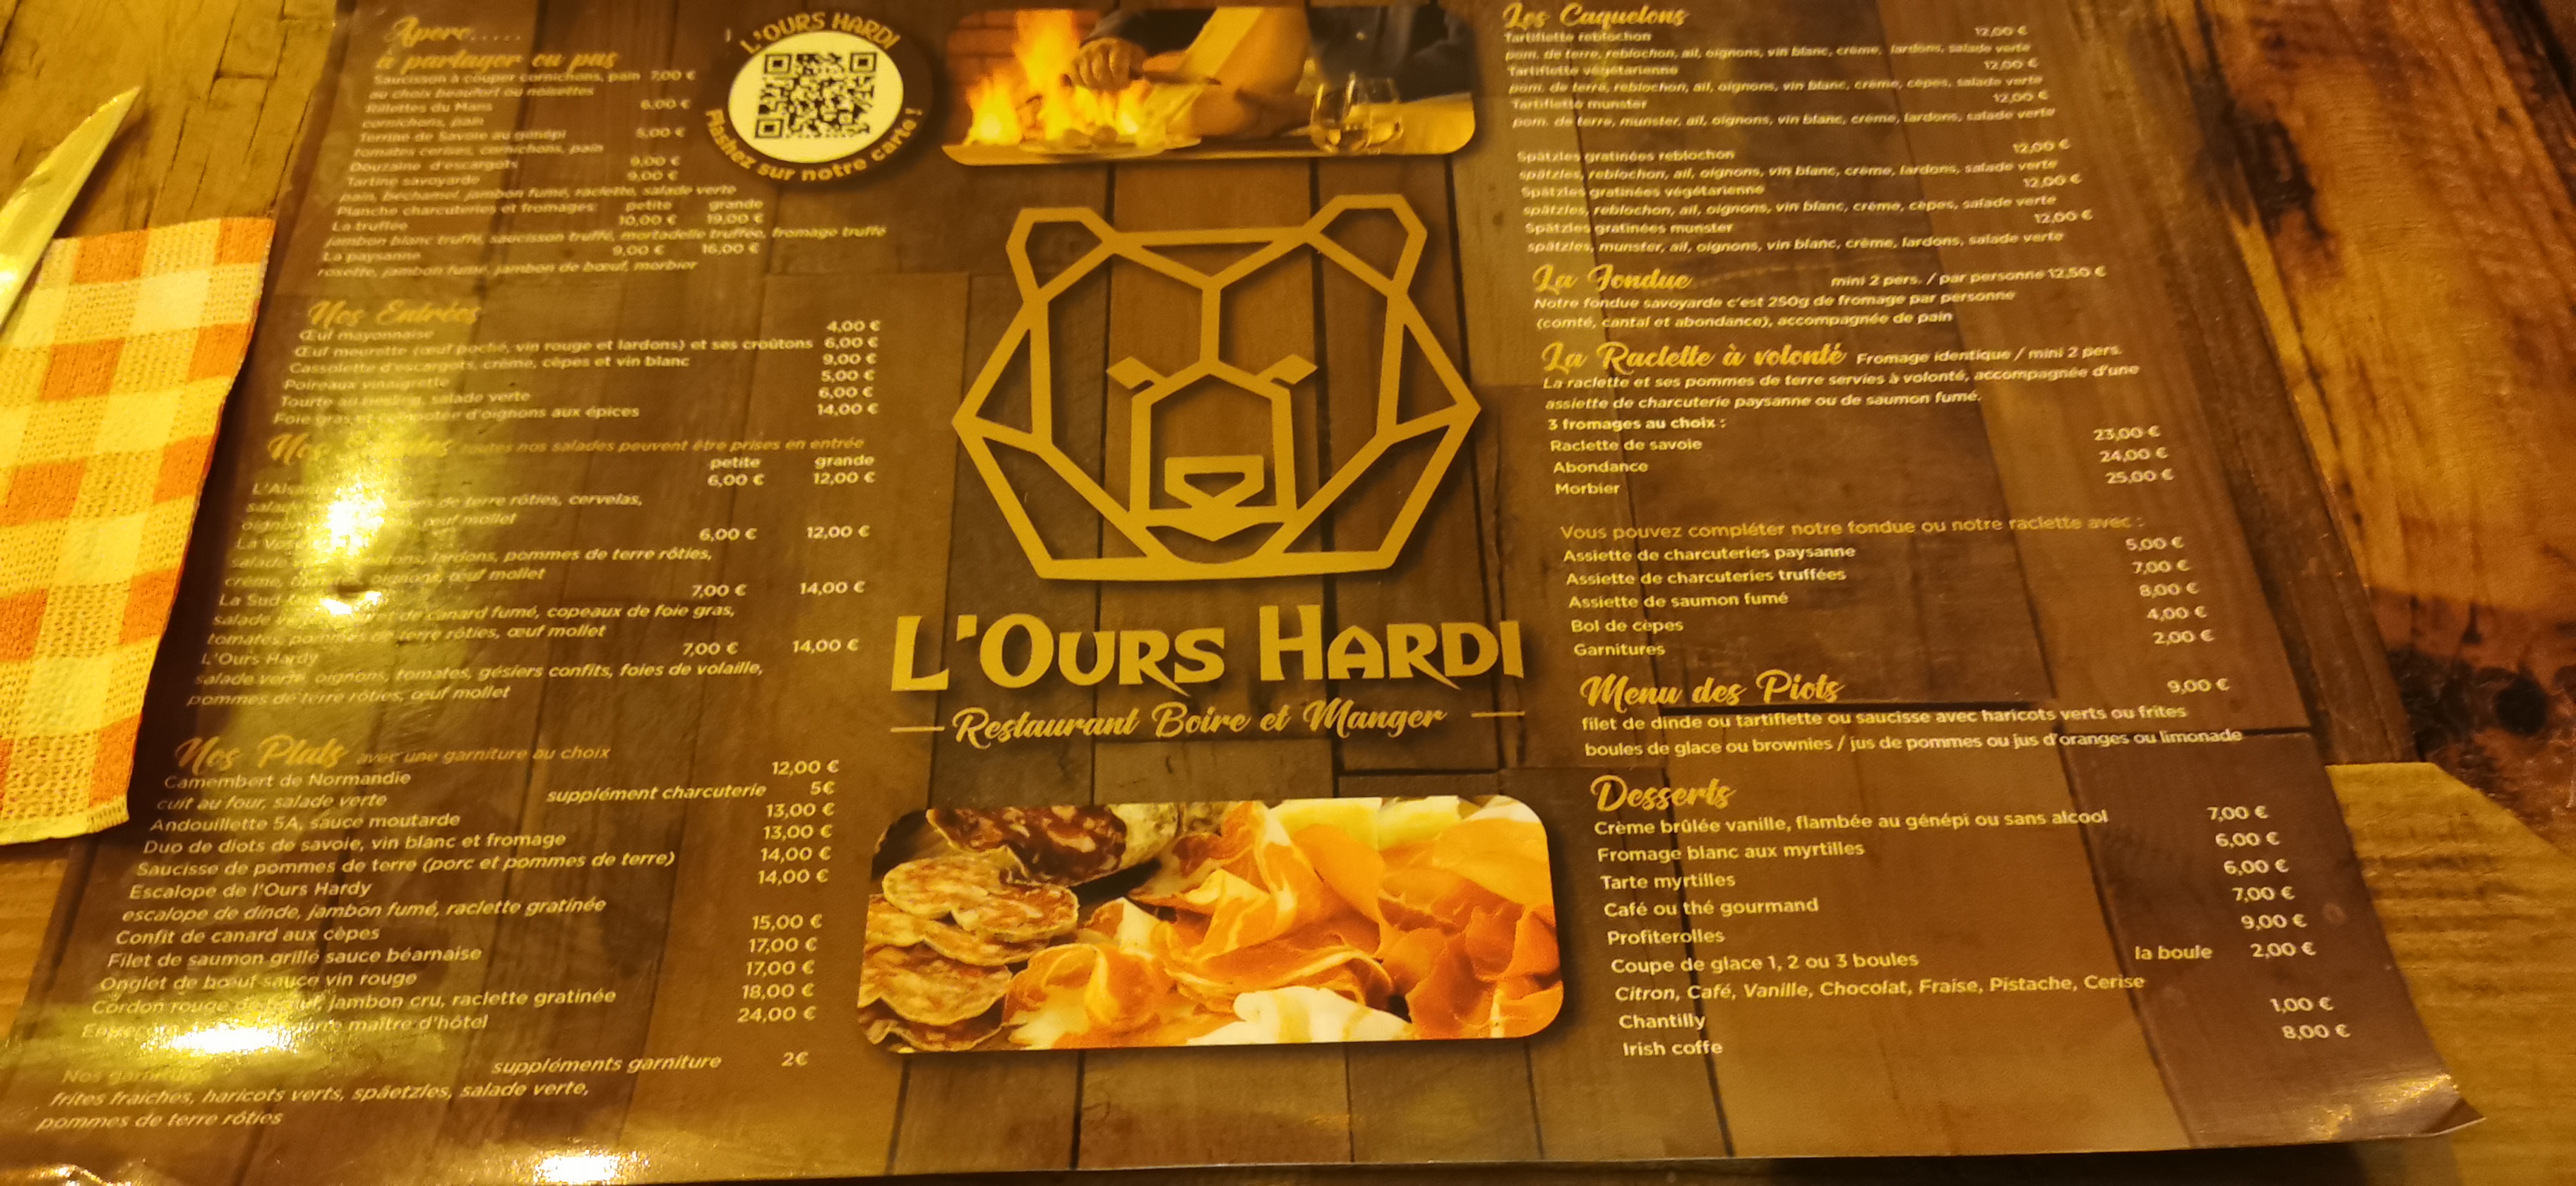 Apero.....
à partager ou pas
Saucisson à couper cornichons, pain 7,00 €
au choix beaufort ou noisettes
Rillettes du Mans 6,00 €
cornichons, pain
Terrine de Savoie au génépi 5,00 €
tomates cerises, cornichons, pain
Douzaine d'escargots 9,00 €
Tartine savoyarde 9,00 €
pain, bechamel, jambon fumé, raclette, salade verte
Planche charcuteries et fromages: petite grande
La truffée 10,00 € 19,00 €
jambon blanc truffé, saucisson truffé, mortadelle truffée, fromage truffé
La paysanne 9,00 € 16,00 €
rosette, jambon fumé, jambon de bœuf, morbier
Nos Entrées
Œuf mayonnaise 4,00 €
Œuf meurette (œuf poché, vin rouge et lardons) et ses croûtons 6,00 €
Cassolette d'escargots, crème, cèpes et vin blanc 9,00 €
Poireaux vinaigrette 5,00 €
Tourte au riesling, salade verte 6,00 €
Foie gras et compotée d'oignons aux épices 14,00 €
Nos toutes nos salades peuvent être prises en entrée
petite grande
6,00 € 12,00 €
de terre rôties, cervelas,
œuf mollet
6,00 € 12,00 €
lardons, pommes de terre rôties,
crème, oignons, œuf mollet
La Sud 7,00 € 14,00 €
salade de canard fumé, copeaux de foie gras,
tomates, pommes de terre rôties, œuf mollet
L'Ours Hardy 7,00 € 14,00 €
salade verte, oignons, tomates, gésiers confits, foies de volaille,
pommes de terre rôties, œuf mollet
Nos Plats avec une garniture au choix
Camembert de Normandie 12,00 €
cuit au four, salade verte supplément charcuterie 5€
Andouillette 5A, sauce moutarde 13,00 €
Duo de diots de savoie, vin blanc et fromage 13,00 €
Saucisse de pommes de terre (porc et pommes de terre) 14,00 €
Escalope de l'Ours Hardy 14,00 €
escalope de dinde, jambon fumé, raclette gratinée
Confit de canard aux cèpes 15,00 €
Filet de saumon grillé sauce béarnaise 17,00 €
Onglet de bœuf sauce vin rouge 17,00 €
Cordon rouge jambon cru, raclette gratinée 18,00 €
maître d'hôtel 24,00 €
suppléments garniture 2€
Nos
frites fraiches, haricots verts, späetzles, salade verte,
pommes de terre rôties
L'OURS HARDI
Flashez sur notre carte !
L'OURS HARDI
Restaurant Boire et Manger
Les Caquelons
Tartiflette reblochon 12,00 €
pom. de terre, reblochon, ail, oignons, vin blanc, crème, lardons, salade verte
Tartiflette végétarienne 12,00 €
pom. de terre, reblochon, ail, oignons, vin blanc, crème, cèpes, salade verte
Tartiflette munster 12,00 €
pom. de terre, munster, ail, oignons, vin blanc, crème, lardons, salade verte
Spätzles gratinées reblochon 12,00 €
spätzles, reblochon, ail, oignons, vin blanc, crème, lardons, salade verte
Spätzles gratinées végétarienne 12,00 €
spätzles, reblochon, ail, oignons, vin blanc, crème, cèpes, salade verte
Spätzles gratinées munster 12,00 €
spätzles, munster, ail, oignons, vin blanc, crème, lardons, salade verte
La Fondue mini 2 pers. / par personne 12,50 €
Notre fondue savoyarde c'est 250g de fromage par personne
(comté, cantal et abondance), accompagnée de pain
La Raclette à volonté Fromage identique / mini 2 pers.
La raclette et ses pommes de terre servies à volonté, accompagnée d'une
assiette de charcuterie paysanne ou de saumon fumé.
3 fromages au choix :
Raclette de savoie 23,00 €
Abondance 24,00 €
Morbier 25,00 €
Vous pouvez compléter notre fondue ou notre raclette avec :
Assiette de charcuteries paysanne 5,00 €
Assiette de charcuteries truffées 7,00 €
Assiette de saumon fumé 8,00 €
Bol de cèpes 4,00 €
Garnitures 2,00 €
Menu des Piots 9,00 €
filet de dinde ou tartiflette ou saucisse avec haricots verts ou frites
boules de glace ou brownies / jus de pommes ou jus d'oranges ou limonade
Desserts
Crème brûlée vanille, flambée au génépi ou sans alcool 7,00 €
Fromage blanc aux myrtilles 6,00 €
Tarte myrtilles 6,00 €
Café ou thé gourmand 7,00 €
Profiterolles 9,00 €
Coupe de glace 1, 2 ou 3 boules la boule 2,00 €
Citron, Café, Vanille, Chocolat, Fraise, Pistache, Cerise
Chantilly 1,00 €
Irish coffe 8,00 €